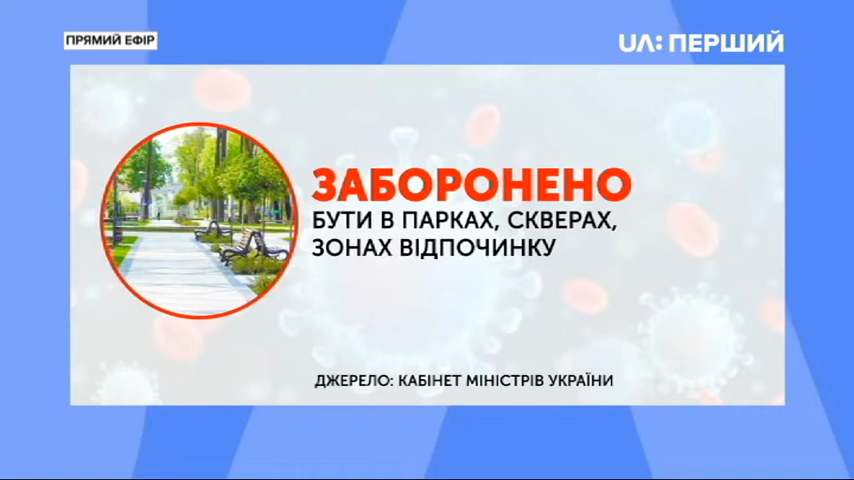 ПРЯМИЙ ЕФІР
UA: ПЕРШИЙ
ЗАБОРОНЕНО
БУТИ В ПАРКАХ, СКВЕРАХ,
ЗОНАХ ВІДПОЧИНКУ
ДЖЕРЕЛО: КАБІНЕТ МІНІСТРІВ УКРАЇНИ